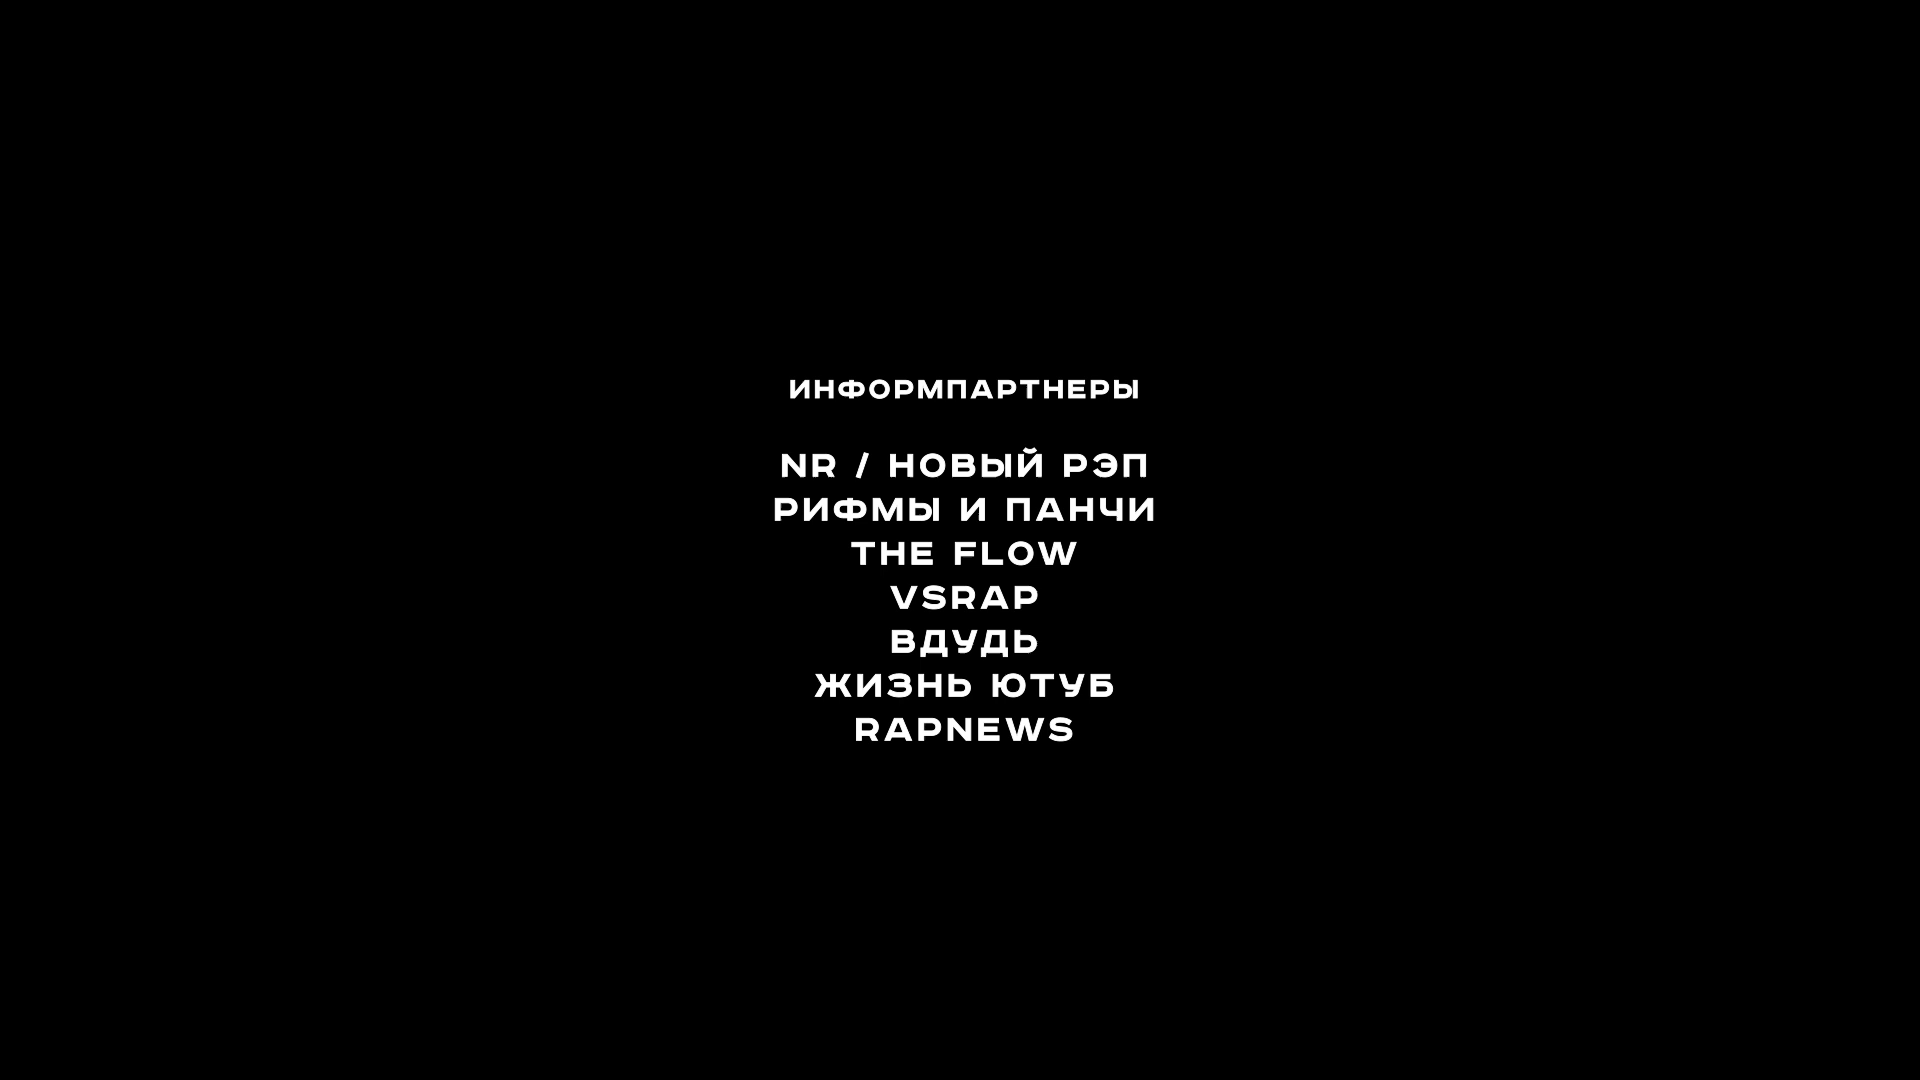 ИНФОРМПАРТНЕРЫ
NR / НОВЫЙ РЭП
РИФМЫ И ПАНЧИ
THE FLOW
VSRAP
ВДУДЬ
ЖИЗНЬ ЮТУБ
RAPNEWS